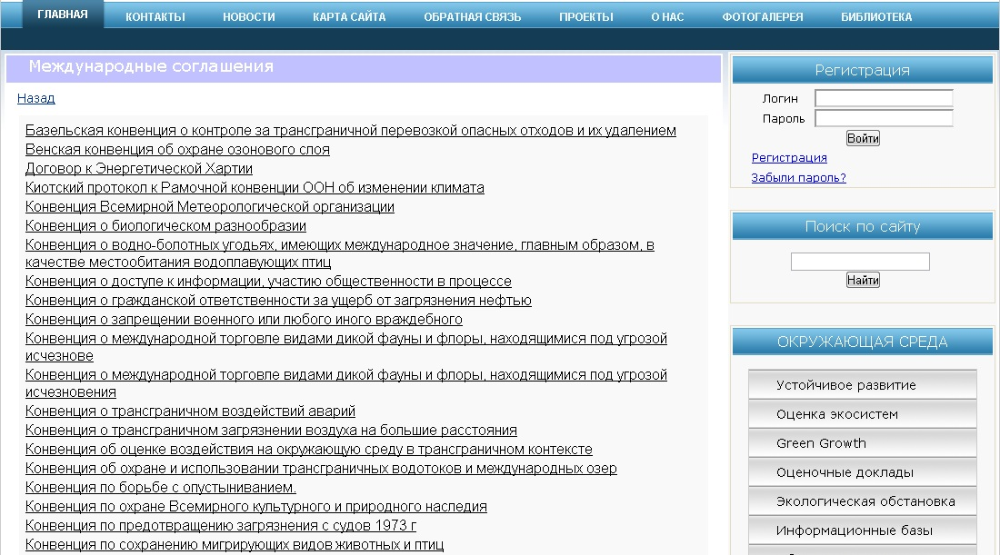 ГЛАВНАЯ КОНТАКТЫ НОВОСТИ КАРТА САЙТА ОБРАТНАЯ СВЯЗЬ ПРОЕКТЫ О НАС ФОТОГАЛЕРЕЯ БИБЛИОТЕКА
Международные соглашения
Назад
Базельская конвенция о контроле за трансграничной перевозкой опасных отходов и их удалением
Венская конвенция об охране озонового слоя
Договор к Энергетической Хартии
Киотский протокол к Рамочной конвенции ООН об изменении климата
Конвенция Всемирной Метеорологической организации
Конвенция о биологическом разнообразии
Конвенция о водно-болотных угодьях, имеющих международное значение, главным образом, в
качестве местообитания водоплавующих птиц
Конвенция о доступе к информации, участию общественности в процессе
Конвенция о гражданской ответственности за ущерб от загрязнения нефтью
Конвенция о запрещении военного или любого иного враждебного
Конвенция о международной торговле видами дикой фауны и флоры, находящимися под угрозой
исчезнове
Конвенция о международной торговле видами дикой фауны и флоры, находящимися под угрозой
исчезновения
Конвенция о трансграничном воздействий аварий
Конвенция о трансграничном загрязнении воздуха на большие расстояния
Конвенция об оценке воздействия на окружающую среду в трансграничном контексте
Конвенция об охране и использовании трансграничных водотоков и международных озер
Конвенция по борьбе с опустыниванием.
Конвенция по охране Всемирного культурного и природного наследия
Конвенция по предотвращению загрязнения с судов 1973 г
Конвенция по сохранению мигрирующих видов животных и птиц
Регистрация
Логин
Пароль
Войти
Регистрация
Забыли пароль?
Поиск по сайту
Найти
ОКРУЖАЮЩАЯ СРЕДА
Устойчивое развитие
Оценка экосистем
Green Growth
Оценочные доклады
Экологическая обстановка
Информационные базы